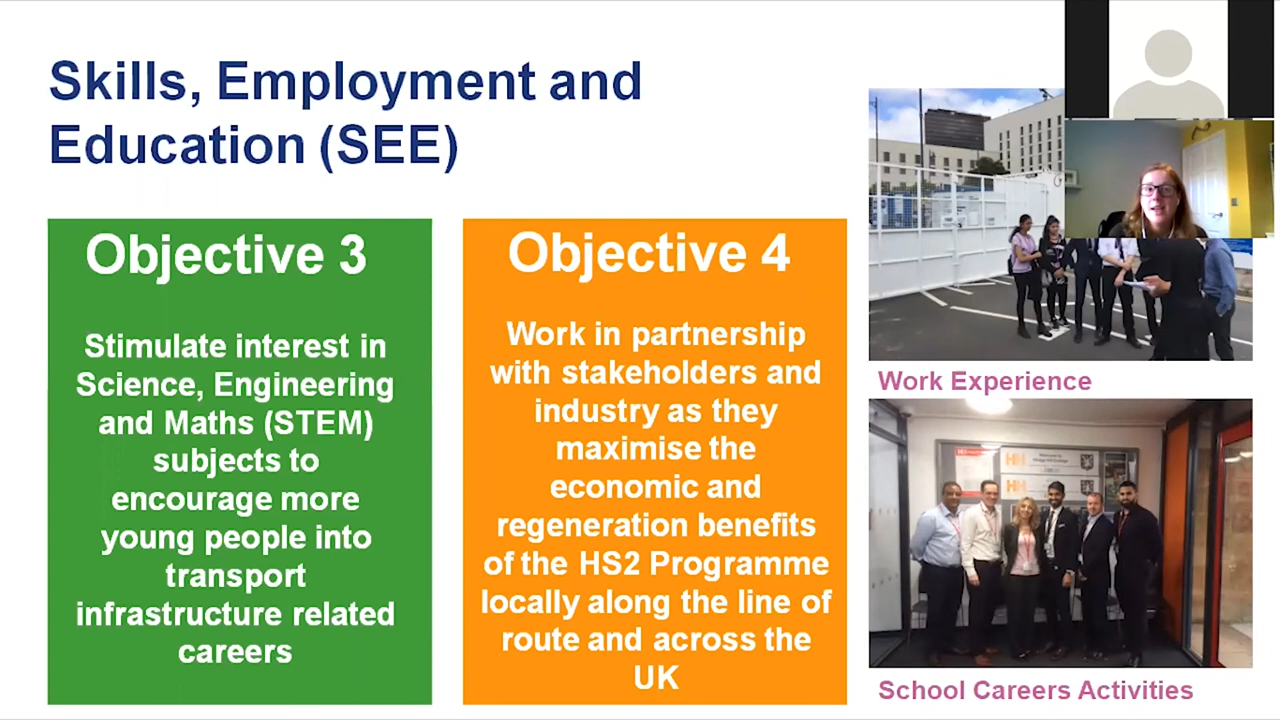 Skills, Employment and
Education (SEE)
Objective 3
Stimulate interest in
Science, Engineering
and Maths (STEM)
subjects to
encourage more
young people into
transport
infrastructure related
careers
Objective 4
Work in partnership
with stakeholders and
industry as they
maximise the
economic and
regeneration benefits
of the HS2 Programme
locally along the line of
route and across the
UK
Work Experience
School Careers Activities